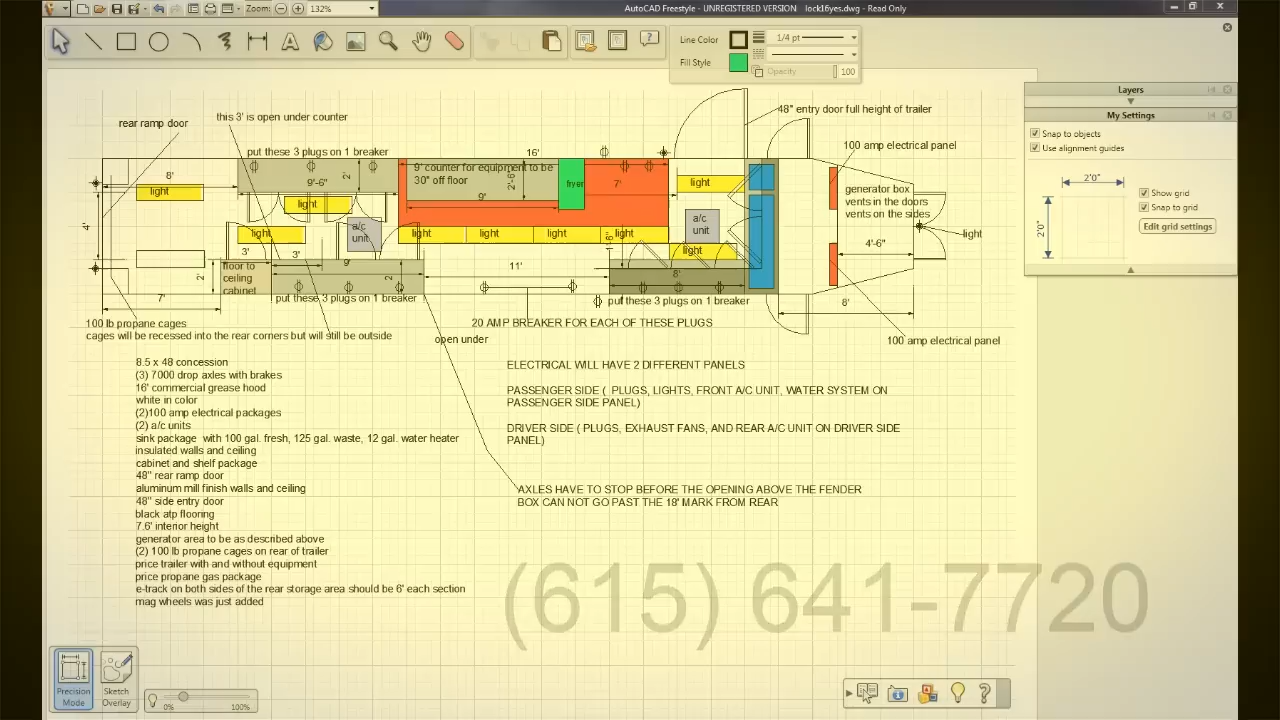 Zoom: 132%
AutoCAD Freestyle - UNREGISTERED VERSION lock16yes.dwg - Read Only
Line Color
1/4 pt
Fill Style
Opacity 100
Layers
My Settings
Snap to objects
Use alignment guides
2'0"
Show grid
Snap to grid
2'0"
Edit grid settings
48" entry door full height of trailer
this 3' is open under counter
rear ramp door
put these 3 plugs on 1 breaker
16'
100 amp electrical panel
9' counter for equipment to be
30" off floor
8'
9'-6"
2'
2'-6"
fryer
7'
light
light
9'
light
a/c
unit
generator box
vents in the doors
vents on the sides
light
4'
light
a/c
unit
light
light
light
light
light
1'-6"
light
4'-6"
3'
3'
9'
11'
8'
floor to
ceiling
cabinet
2'
2'
7'
put these 3 plugs on 1 breaker
put these 3 plugs on 1 breaker
8'
100 lb propane cages
cages will be recessed into the rear corners but will still be outside
20 AMP BREAKER FOR EACH OF THESE PLUGS
open under
100 amp electrical panel
8.5 x 48 concession
(3) 7000 drop axles with brakes
16' commercial grease hood
white in color
(2)100 amp electrical packages
(2) a/c units
sink package with 100 gal. fresh, 125 gal. waste, 12 gal. water heater
insulated walls and ceiling
cabinet and shelf package
48" rear ramp door
aluminum mill finish walls and ceiling
48" side entry door
black atp flooring
7.6' interior height
generator area to be as described above
(2) 100 lb propane cages on rear of trailer
price trailer with and without equipment
price propane gas package
e-track on both sides of the rear storage area should be 6' each section
mag wheels was just added
ELECTRICAL WILL HAVE 2 DIFFERENT PANELS
PASSENGER SIDE ( PLUGS, LIGHTS, FRONT A/C UNIT, WATER SYSTEM ON
PASSENGER SIDE PANEL)
DRIVER SIDE ( PLUGS, EXHAUST FANS, AND REAR A/C UNIT ON DRIVER SIDE
PANEL)
AXLES HAVE TO STOP BEFORE THE OPENING ABOVE THE FENDER
BOX CAN NOT GO PAST THE 18' MARK FROM REAR
(615) 641-7720
Precision
Mode
Sketch
Overlay
0% 100%